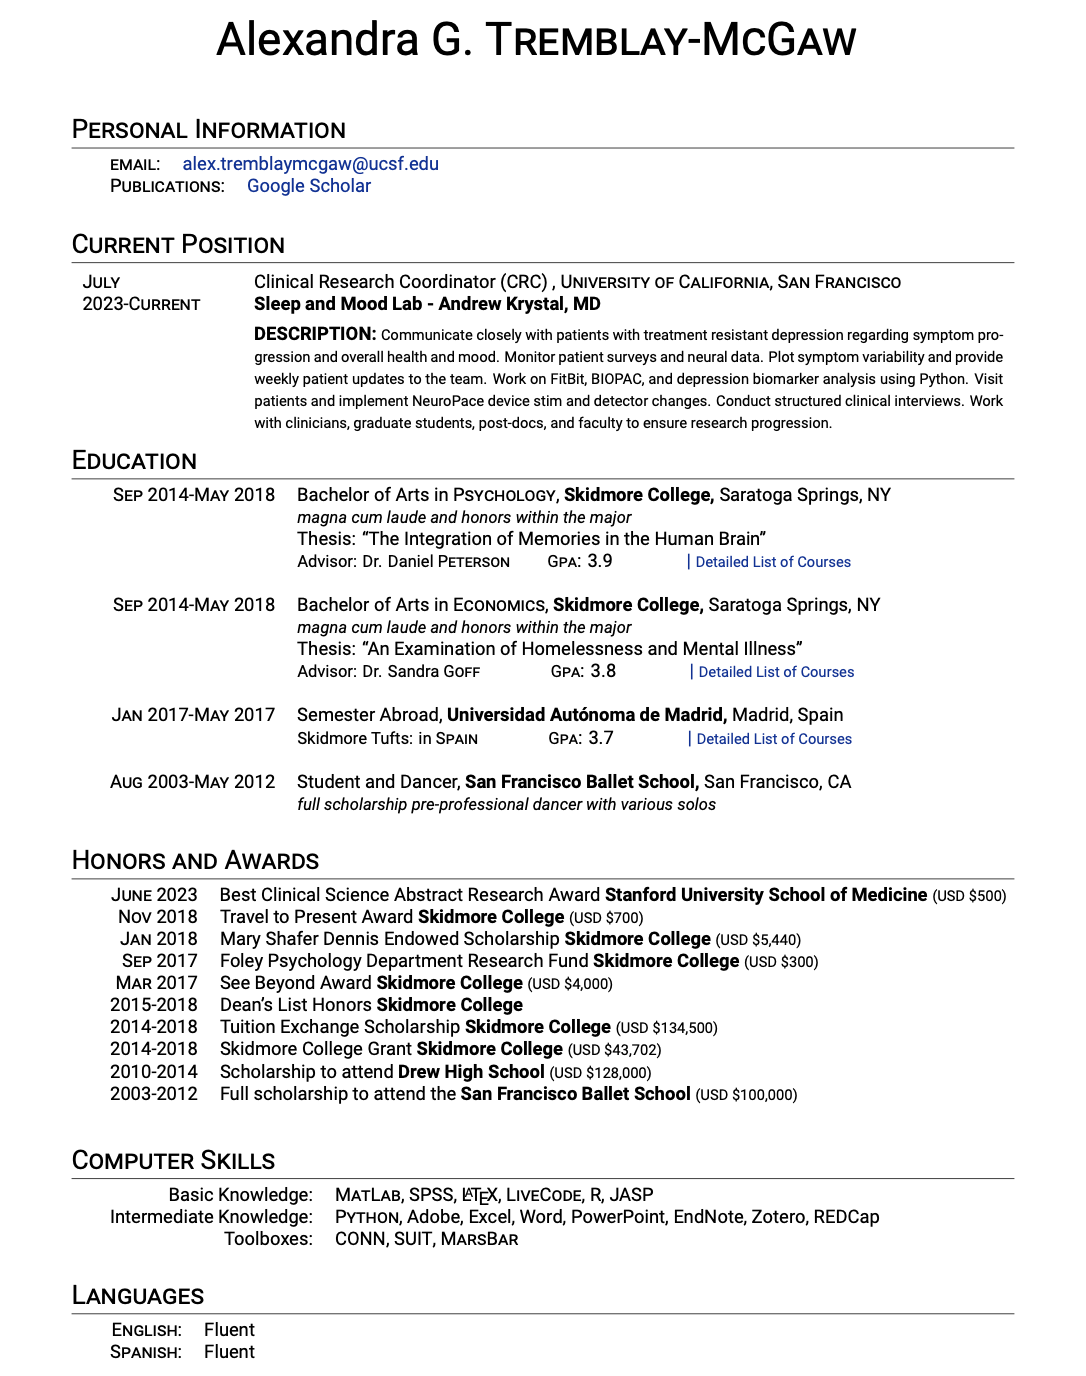 Alexandra G. Tremblay-McGaw
Personal Information
email: alex.tremblaymcgaw@ucsf.edu
Publications: Google Scholar
Current Position
July
2023-Current
Clinical Research Coordinator (CRC) , University of California, San Francisco
Sleep and Mood Lab - Andrew Krystal, MD
DESCRIPTION: Communicate closely with patients with treatment resistant depression regarding symptom pro-
gression and overall health and mood. Monitor patient surveys and neural data. Plot symptom variability and provide
weekly patient updates to the team. Work on FitBit, BIOPAC, and depression biomarker analysis using Python. Visit
patients and implement NeuroPace device stim and detector changes. Conduct structured clinical interviews. Work
with clinicians, graduate students, post-docs, and faculty to ensure research progression.
Education
Sep 2014-May 2018 Bachelor of Arts in Psychology, Skidmore College, Saratoga Springs, NY
magna cum laude and honors within the major
Thesis: “The Integration of Memories in the Human Brain”
Advisor: Dr. Daniel Peterson Gpa: 3.9 | Detailed List of Courses
Sep 2014-May 2018 Bachelor of Arts in Economics, Skidmore College, Saratoga Springs, NY
magna cum laude and honors within the major
Thesis: “An Examination of Homelessness and Mental Illness”
Advisor: Dr. Sandra Goff Gpa: 3.8 | Detailed List of Courses
Jan 2017-May 2017 Semester Abroad, Universidad Autónoma de Madrid, Madrid, Spain
Skidmore Tufts: in Spain Gpa: 3.7 | Detailed List of Courses
Aug 2003-May 2012 Student and Dancer, San Francisco Ballet School, San Francisco, CA
full scholarship pre-professional dancer with various solos
Honors and Awards
June 2023 Best Clinical Science Abstract Research Award Stanford University School of Medicine (USD $500)
Nov 2018 Travel to Present Award Skidmore College (USD $700)
Jan 2018 Mary Shafer Dennis Endowed Scholarship Skidmore College (USD $5,440)
Sep 2017 Foley Psychology Department Research Fund Skidmore College (USD $300)
Mar 2017 See Beyond Award Skidmore College (USD $4,000)
2015-2018 Dean’s List Honors Skidmore College
2014-2018 Tuition Exchange Scholarship Skidmore College (USD $134,500)
2014-2018 Skidmore College Grant Skidmore College (USD $43,702)
2010-2014 Scholarship to attend Drew High School (USD $128,000)
2003-2012 Full scholarship to attend the San Francisco Ballet School (USD $100,000)
Computer Skills
Basic Knowledge: MatLab, SPSS, LATEX, LiveCode, R, JASP
Intermediate Knowledge: Python, Adobe, Excel, Word, PowerPoint, EndNote, Zotero, REDCap
Toolboxes: CONN, SUIT, MarsBar
Languages
English: Fluent
Spanish: Fluent